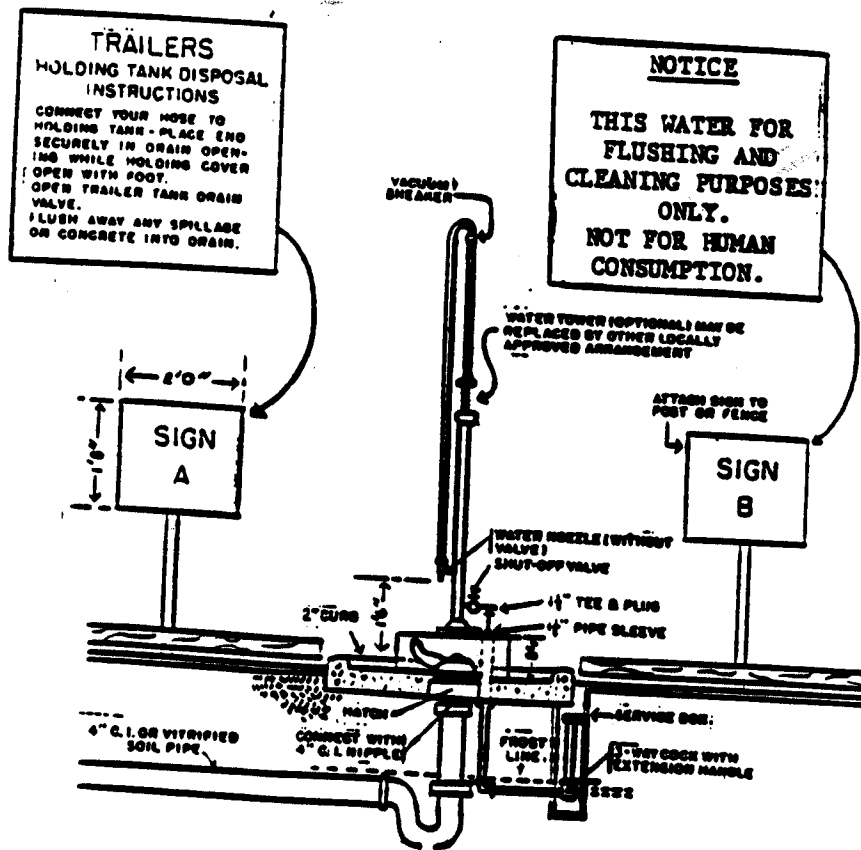 TRAILERS
HOLDING TANK DISPOSAL
INSTRUCTIONS
CONNECT YOUR HOSE TO
HOLDING TANK - PLACE END
SECURELY IN DRAIN OPEN-
ING WHILE HOLDING COVER
OPEN WITH FOOT.
OPEN TRAILER TANK DRAIN
VALVE.
FLUSH AWAY ANY SPILLAGE
ON CONCRETE INTO DRAIN.
NOTICE
THIS WATER FOR
FLUSHING AND
CLEANING PURPOSES
ONLY.
NOT FOR HUMAN
CONSUMPTION.
VACUUM
BREAKER
WATER TOWER (OPTIONAL) MAY BE
REPLACED BY OTHER LOCALLY
APPROVED ARRANGEMENT
2'0"
SIGN
A
ATTACH SIGN TO
POST OR FENCE
SIGN
B
WATER NOZZLE (WITHOUT
VALVE)
SHUT-OFF VALVE
2" CURB
TEE & PLUG
PIPE SLEEVE
HATCH
CONNECT WITH
4" C.I. NIPPLE
4" C.I. OR VITRIFIED
SOIL PIPE
FROST
LINE
SERVICE BOX
WAY COCK WITH
EXTENSION HANDLE